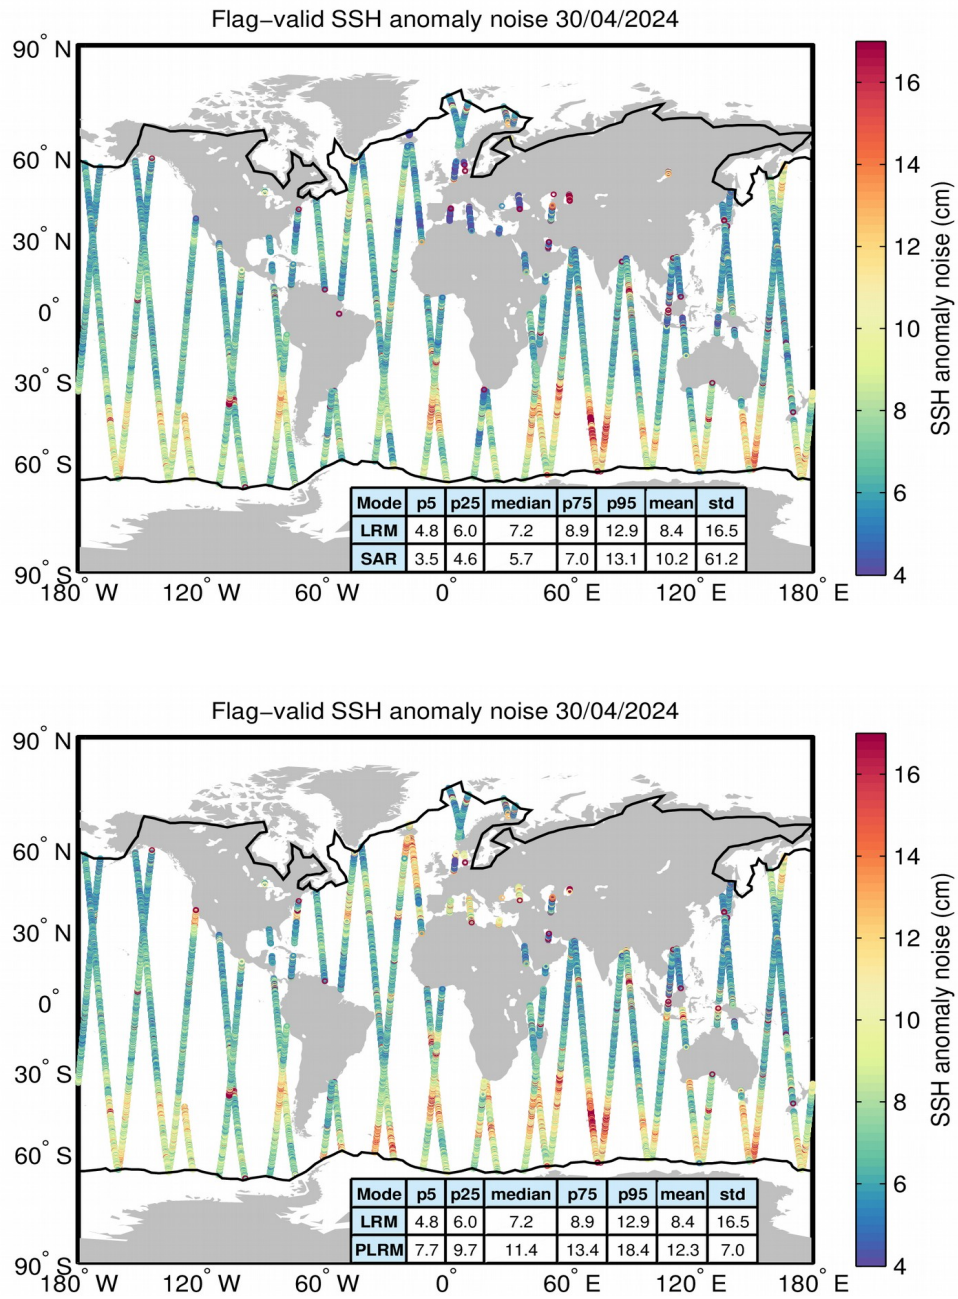 Flag−valid SSH anomaly noise 30/04/2024
90° N
60° N
30° N
0°
30° S
60° S
90° S
180° W 120° W 60° W 0° 60° E 120° E 180° E
Mode p5 p25 median p75 p95 mean std
LRM 4.8 6.0 7.2 8.9 12.9 8.4 16.5
SAR 3.5 4.6 5.7 7.0 13.1 10.2 61.2
16
14
12
10
8
6
4
SSH anomaly noise (cm)
Flag−valid SSH anomaly noise 30/04/2024
90° N
60° N
30° N
0°
30° S
60° S
90° S
180° W 120° W 60° W 0° 60° E 120° E 180° E
Mode p5 p25 median p75 p95 mean std
LRM 4.8 6.0 7.2 8.9 12.9 8.4 16.5
PLRM 7.7 9.7 11.4 13.4 18.4 12.3 7.0
16
14
12
10
8
6
4
SSH anomaly noise (cm)